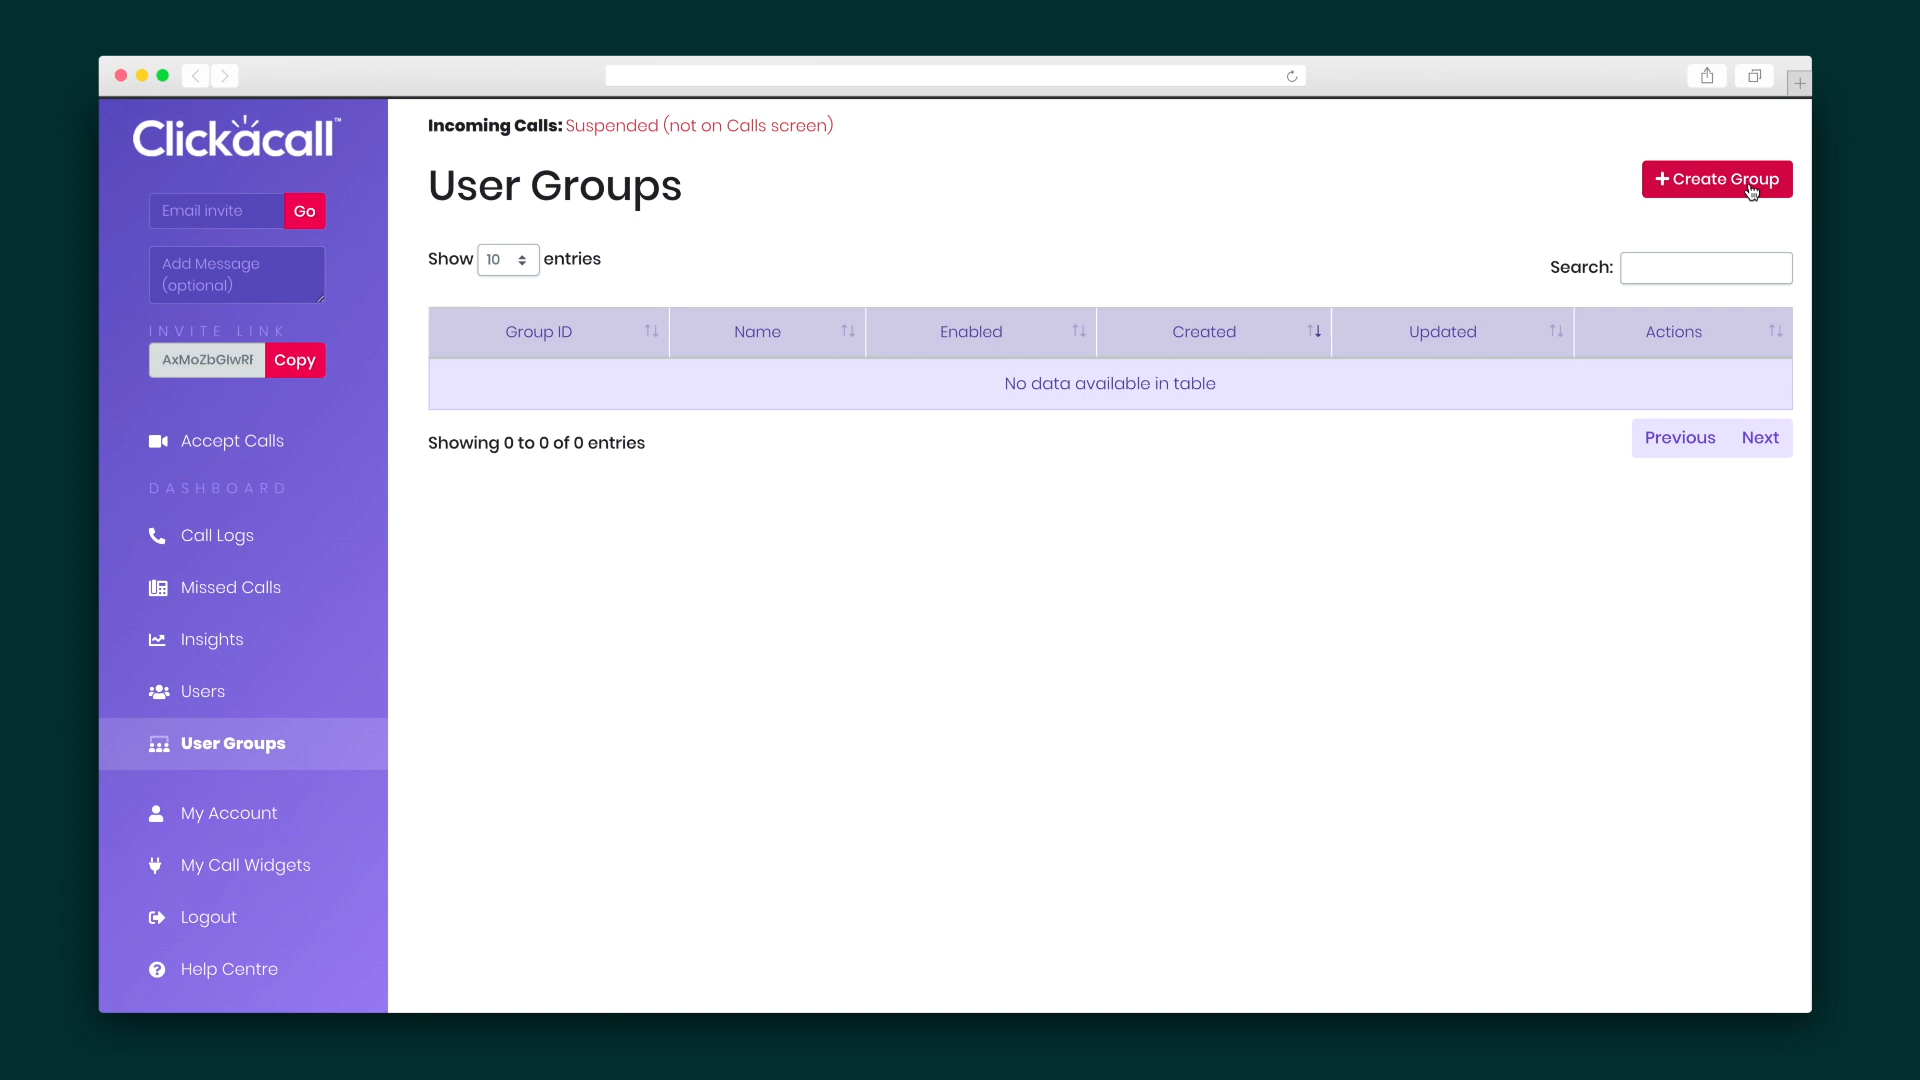 Clickacall™
Email invite
Go
Add Message
(optional)
INVITE LINK
AxMoZbGIwRF
Copy
Accept Calls
DASHBOARD
Call Logs
Missed Calls
Insights
Users
User Groups
My Account
My Call Widgets
Logout
Help Centre
Incoming Calls: Suspended (not on Calls screen)
User Groups
Create Group
Show 10 entries
Search:
Group ID Name Enabled Created Updated Actions
No data available in table
Showing 0 to 0 of 0 entries
Previous Next